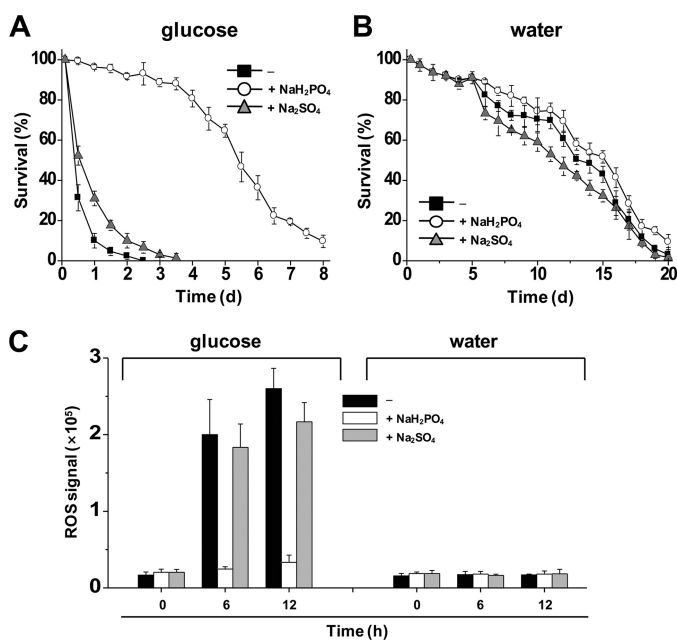 A
glucose
B
water
Survival (%)
100
80
60
40
20
0
0 1 2 3 4 5 6 7 8
Time (d)
–
+ NaH₂PO₄
+ Na₂SO₄
Survival (%)
100
80
60
40
20
0
0 5 10 15 20
Time (d)
–
+ NaH₂PO₄
+ Na₂SO₄
C
glucose
water
ROS signal (×10⁵)
3
2
1
0
–
+ NaH₂PO₄
+ Na₂SO₄
0 6 12 0 6 12
Time (h)